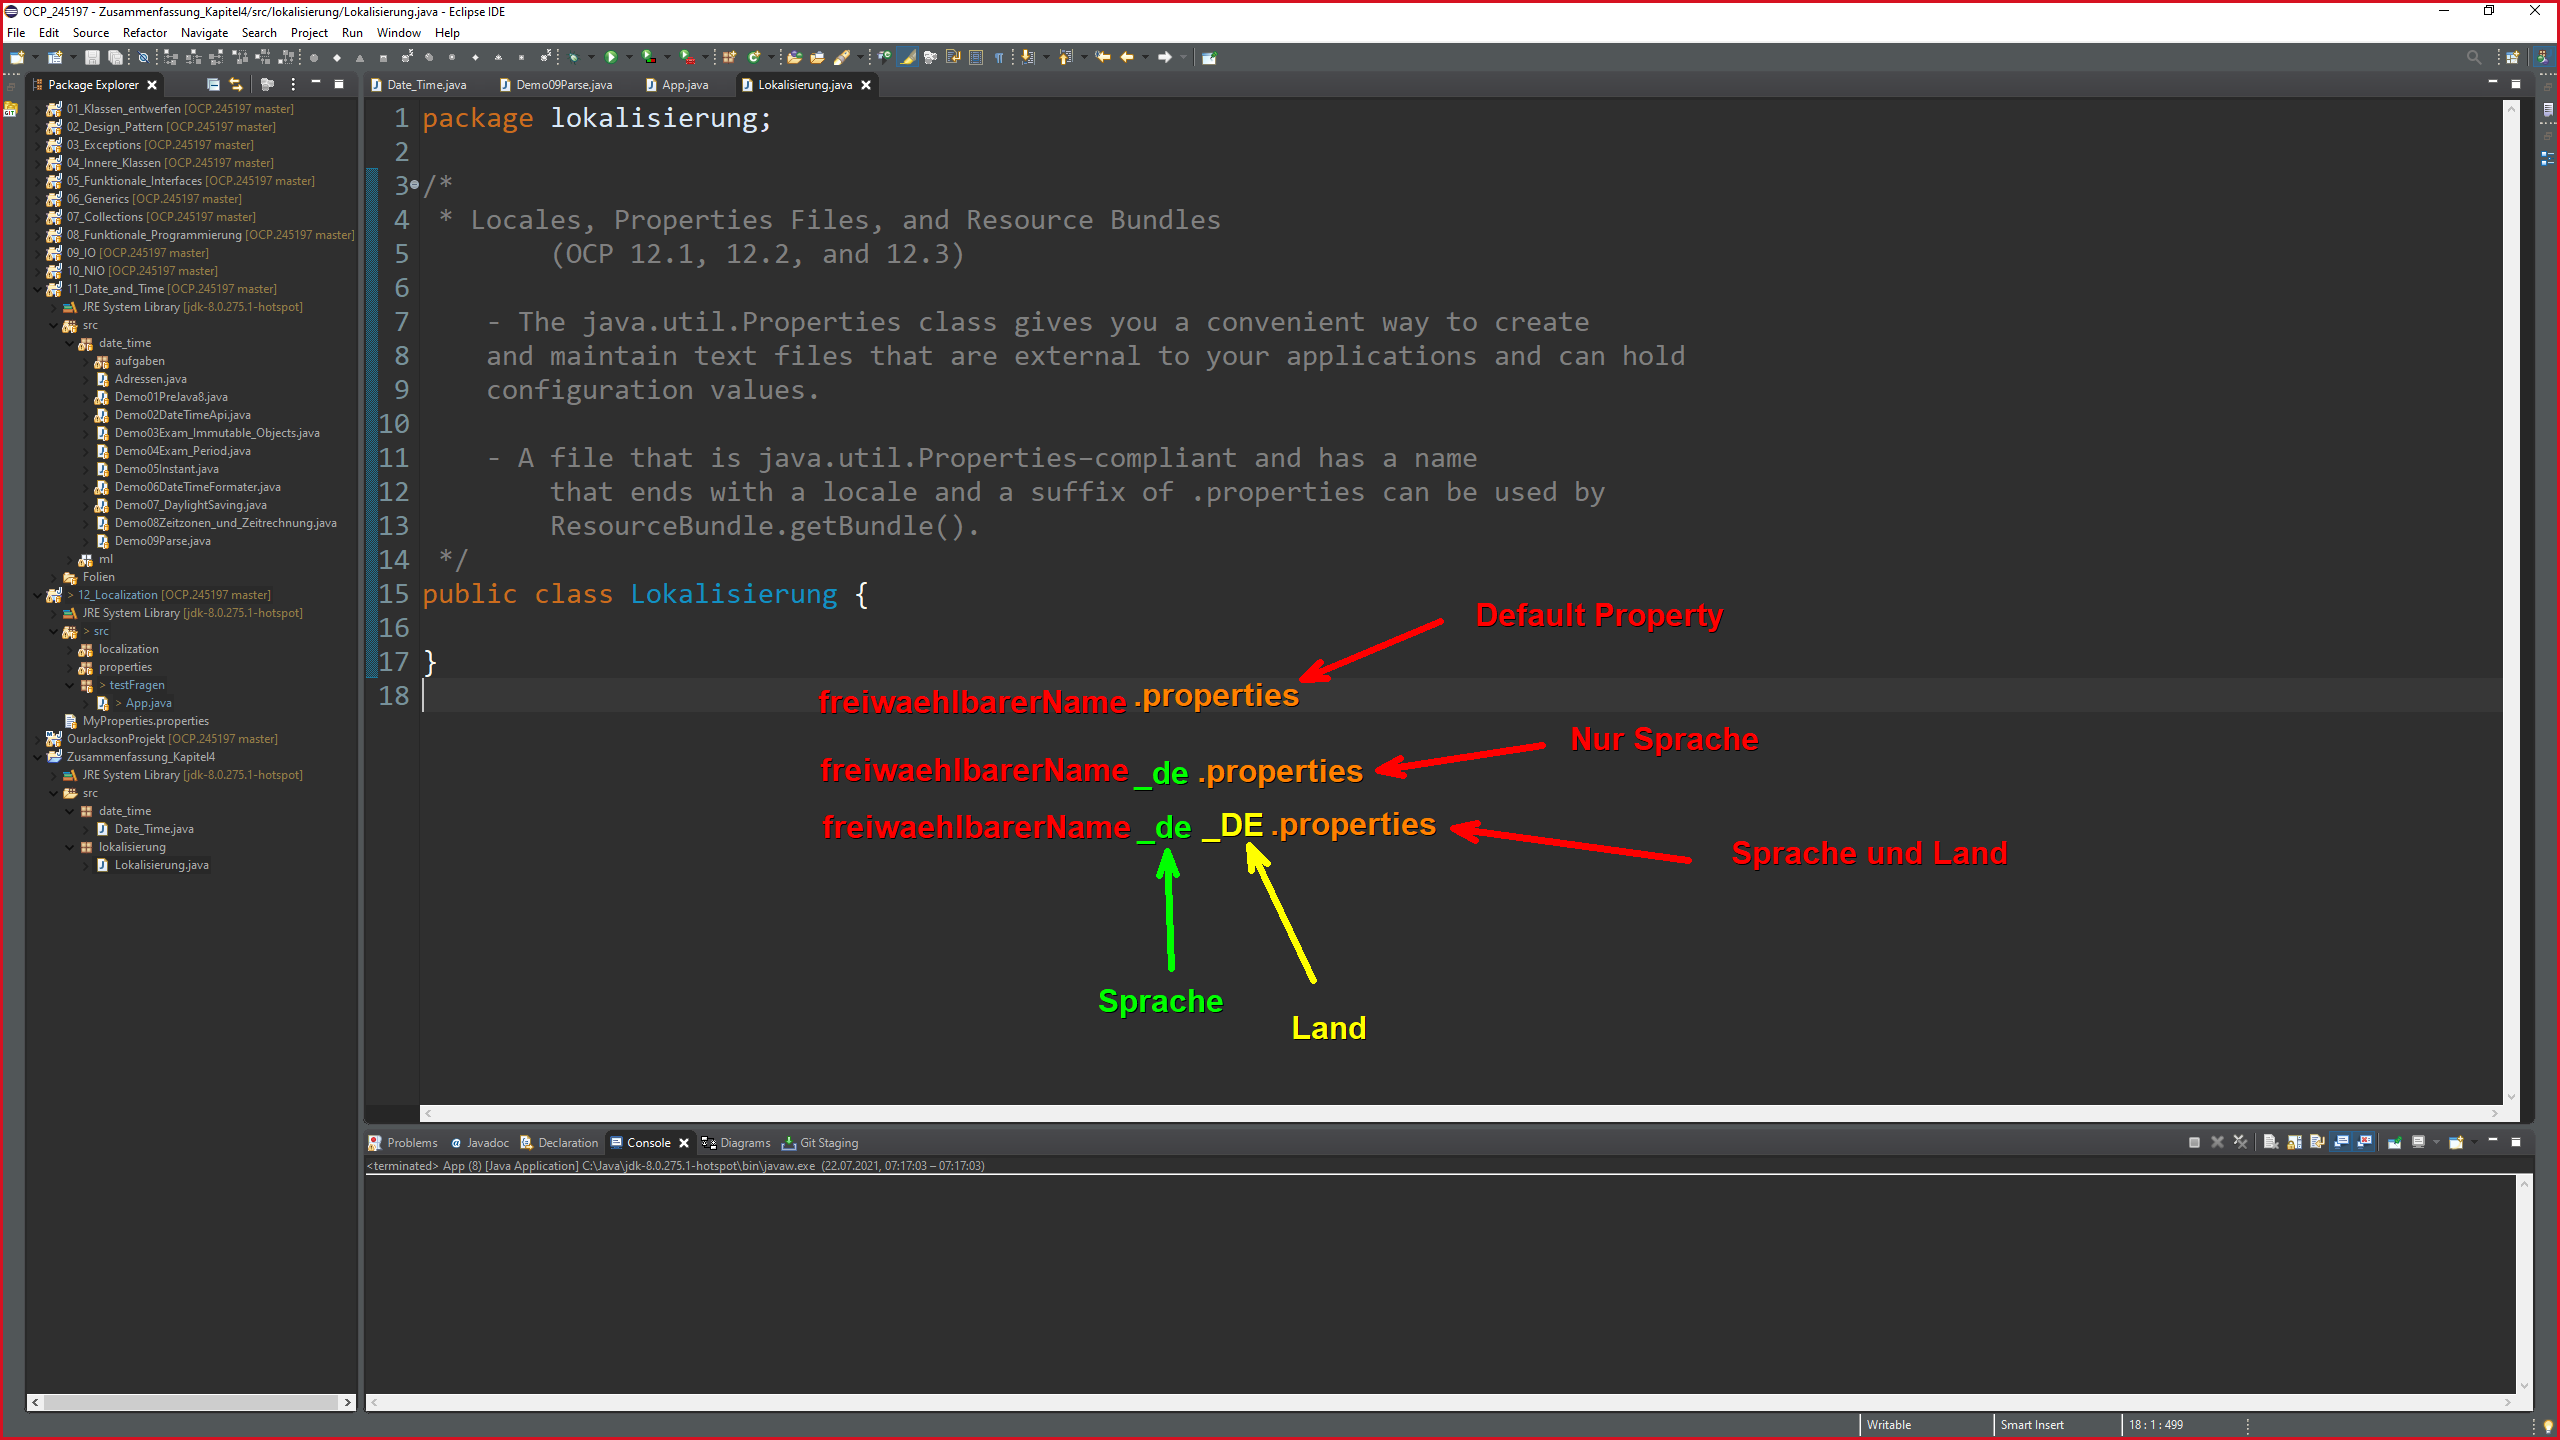 OCP_245197 - Zusammenfassung_Kapitel4/src/lokalisierung/Lokalisierung.java - Eclipse IDE
File Edit Source Refactor Navigate Search Project Run Window Help
Package Explorer
01_Klassen_entwerfen [OCP.245197 master]
02_Design_Pattern [OCP.245197 master]
03_Exceptions [OCP.245197 master]
04_Innere_Klassen [OCP.245197 master]
05_Funktionale_Interfaces [OCP.245197 master]
06_Generics [OCP.245197 master]
07_Collections [OCP.245197 master]
08_Funktionale_Programmierung [OCP.245197 master]
09_IO [OCP.245197 master]
10_NIO [OCP.245197 master]
11_Date_and_Time [OCP.245197 master]
JRE System Library [jdk-8.0.275.1-hotspot]
src
date_time
aufgaben
Adressen.java
Demo01PreJava8.java
Demo02DateTimeApi.java
Demo03Exam_Immutable_Objects.java
Demo04Exam_Period.java
Demo05Instant.java
Demo06DateTimeFormater.java
Demo07_DaylightSaving.java
Demo08Zeitzonen_und_Zeitrechnung.java
Demo09Parse.java
ml
Folien
> 12_Localization [OCP.245197 master]
JRE System Library [jdk-8.0.275.1-hotspot]
> src
localization
properties
> testFragen
> App.java
MyProperties.properties
OurJacksonProjekt [OCP.245197 master]
Zusammenfassung_Kapitel4
JRE System Library [jdk-8.0.275.1-hotspot]
src
date_time
Date_Time.java
lokalisierung
Lokalisierung.java
Date_Time.java Demo09Parse.java App.java Lokalisierung.java
1 package lokalisierung;
2
3 /*
4 * Locales, Properties Files, and Resource Bundles
5 (OCP 12.1, 12.2, and 12.3)
6
7 - The java.util.Properties class gives you a convenient way to create
8 and maintain text files that are external to your applications and can hold
9 configuration values.
10
11 - A file that is java.util.Properties–compliant and has a name
12 that ends with a locale and a suffix of .properties can be used by
13 ResourceBundle.getBundle().
14 */
15 public class Lokalisierung {
16
17 }
18
Default Property
freiwaehlbarerName .properties
Nur Sprache
freiwaehlbarerName _de .properties
freiwaehlbarerName _de _DE .properties
Sprache und Land
Sprache
Land
Problems Javadoc Declaration Console Diagrams Git Staging
<terminated> App (8) [Java Application] C:\Java\jdk-8.0.275.1-hotspot\bin\javaw.exe (22.07.2021, 07:17:03 – 07:17:03)
Writable Smart Insert 18 : 1 : 499